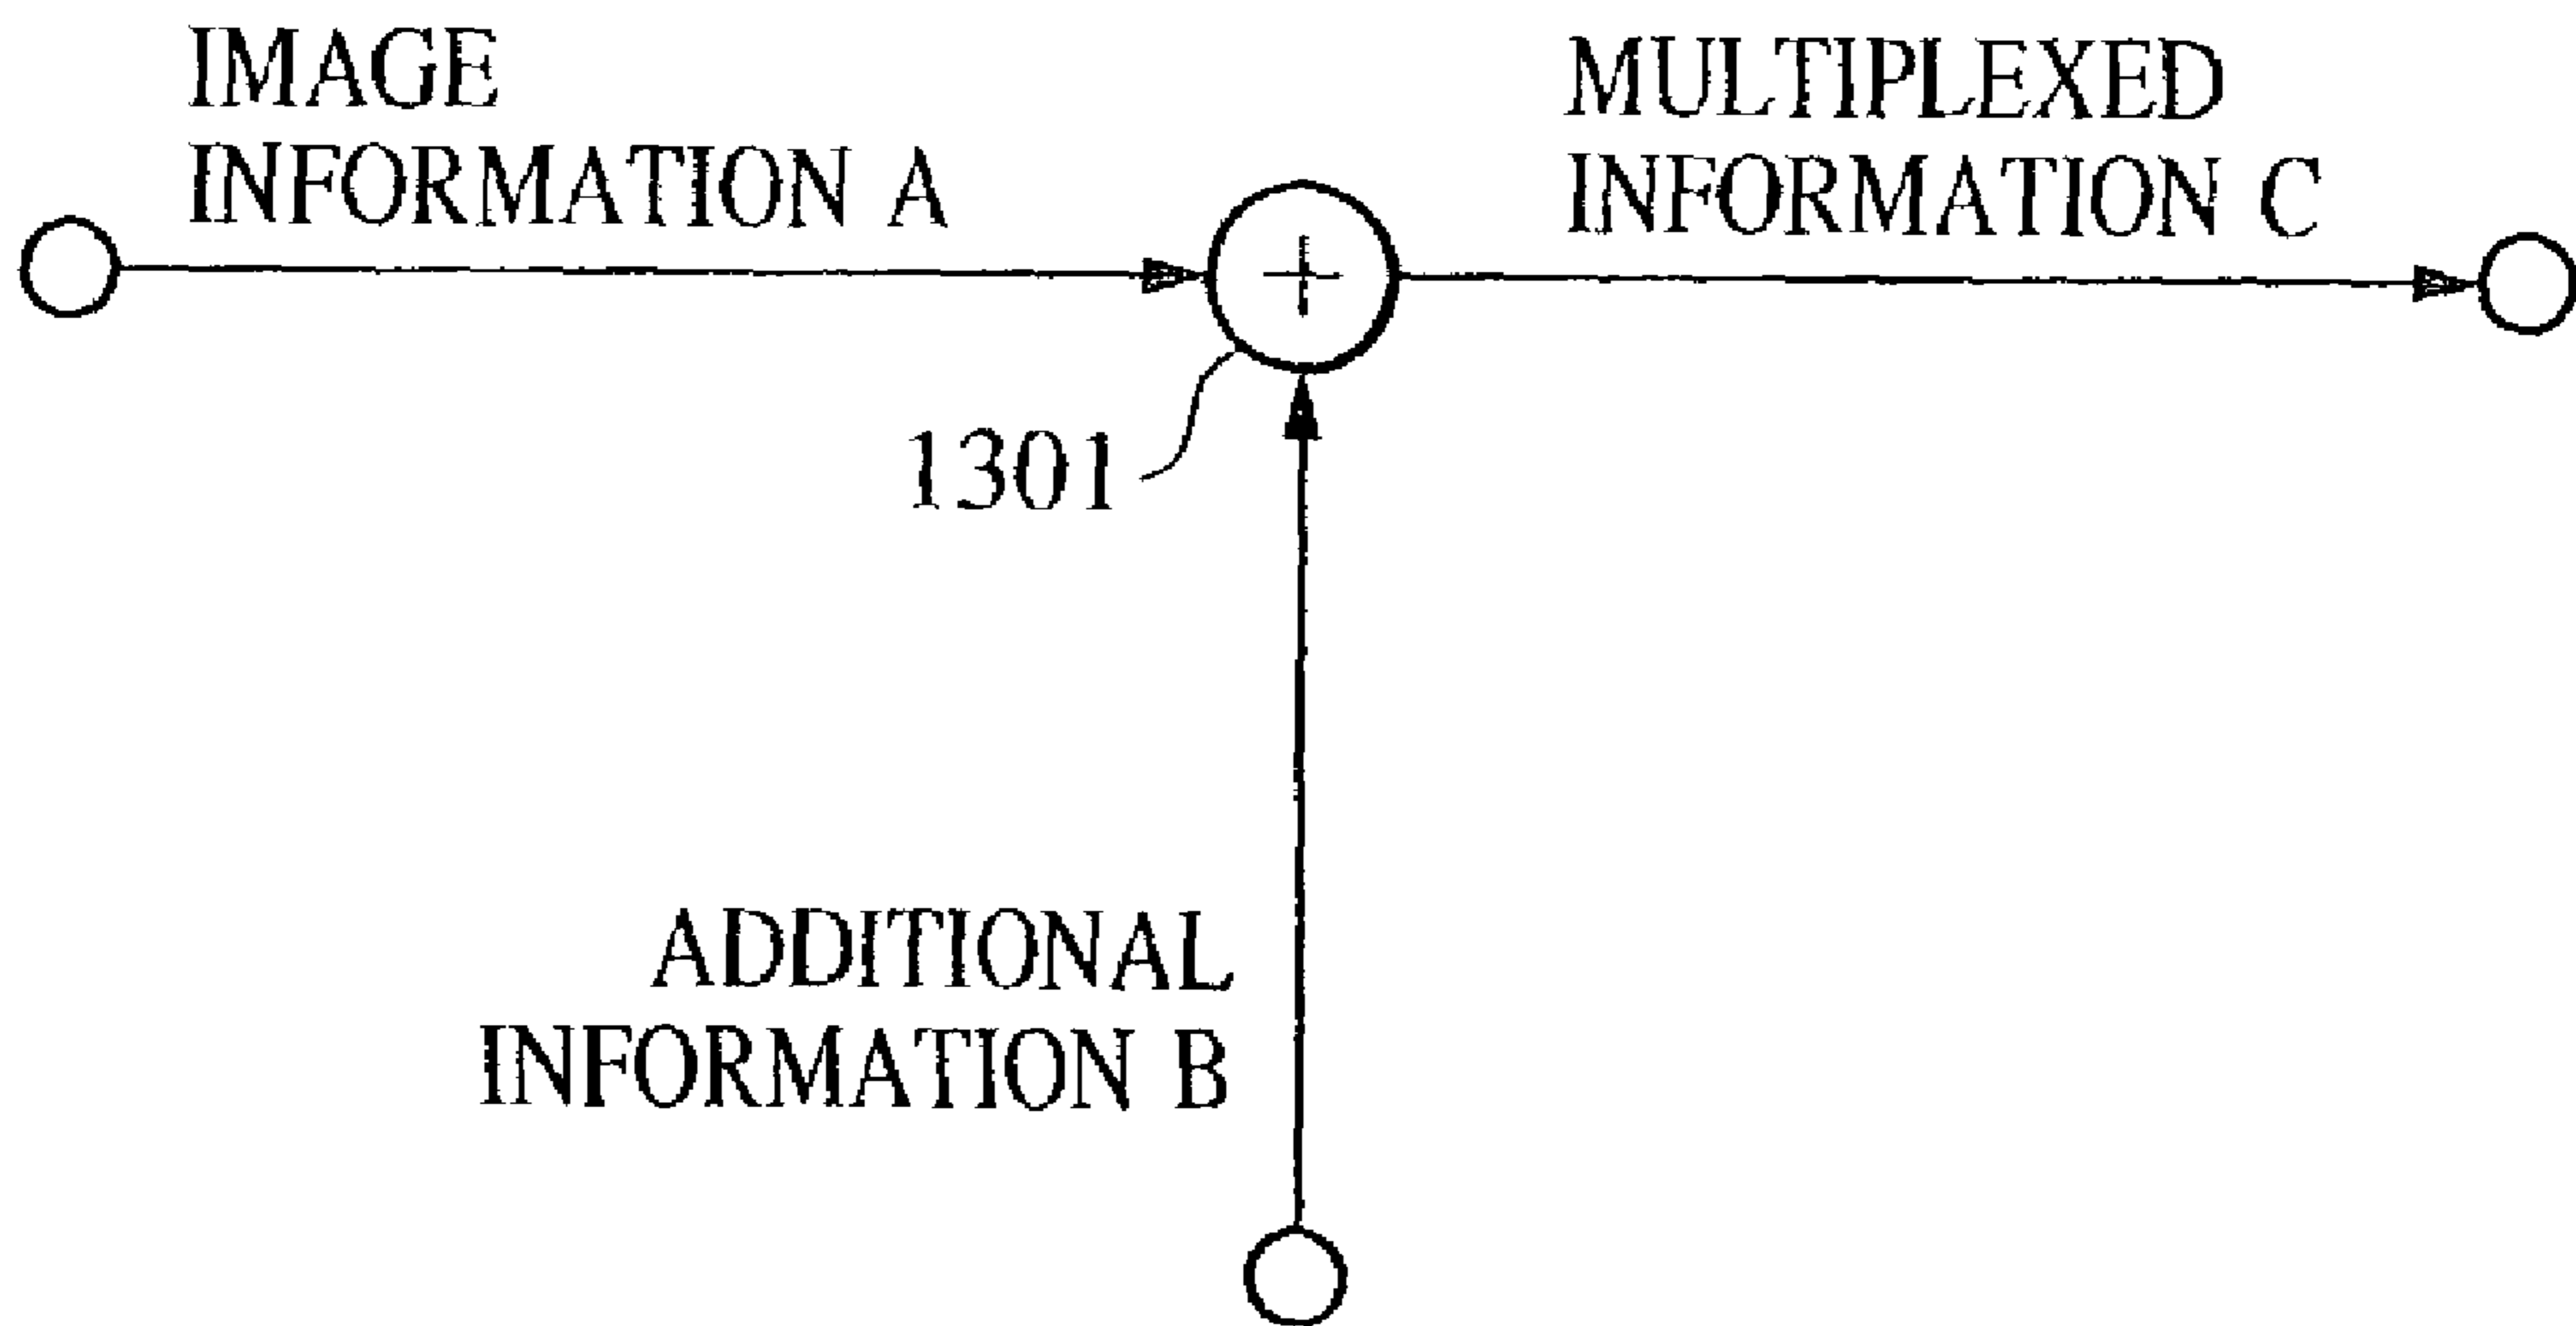 IMAGE
INFORMATION A
MULTIPLEXED
INFORMATION C
+
1301
ADDITIONAL
INFORMATION B